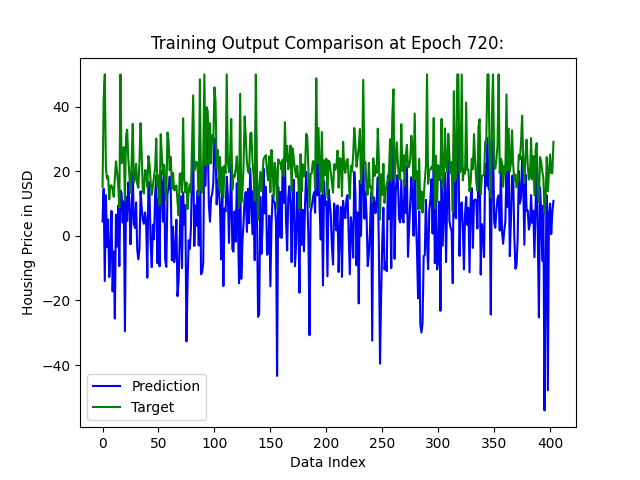 Training Output Comparison at Epoch 720:
Housing Price in USD
40
20
0
−20
−40
Prediction
Target
0 50 100 150 200 250 300 350 400
Data Index